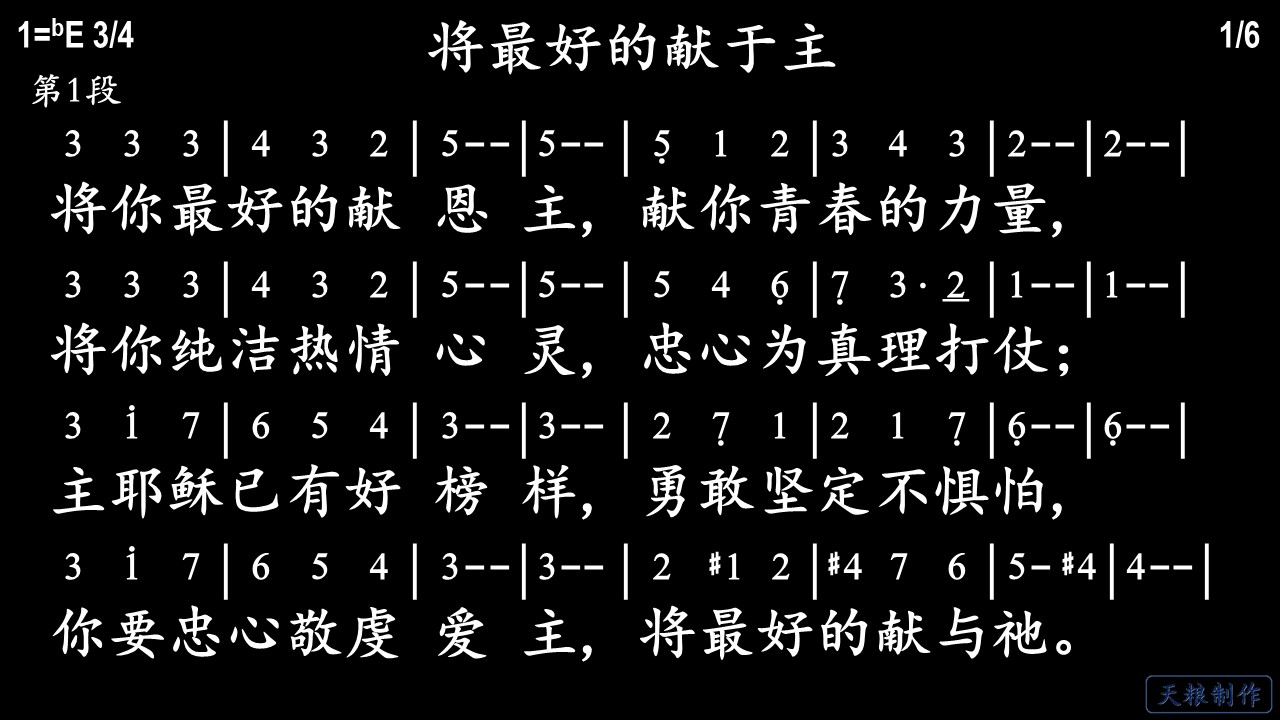 1=ᵇE 3/4
将最好的献于主
1/6
第1段
3 3 3 | 4 3 2 | 5-- | 5-- | 5̣ 1 2 | 3 4 3 | 2-- | 2-- |
将你最好的献 恩 主, 献你青春的力量,
3 3 3 | 4 3 2 | 5-- | 5-- | 5 4 6̣ | 7̣ 3· 2̲ | 1-- | 1-- |
将你纯洁热情 心 灵, 忠心为真理打仗;
3 1̇ 7 | 6 5 4 | 3-- | 3-- | 2 7̣ 1 | 2 1 7̣ | 6̣-- | 6̣-- |
主耶稣已有好 榜 样, 勇敢坚定不惧怕,
3 1̇ 7 | 6 5 4 | 3-- | 3-- | 2 #1 2 | #4 7 6 | 5- #4 | 4-- |
你要忠心敬虔 爱 主, 将最好的献与祂。
天粮制作